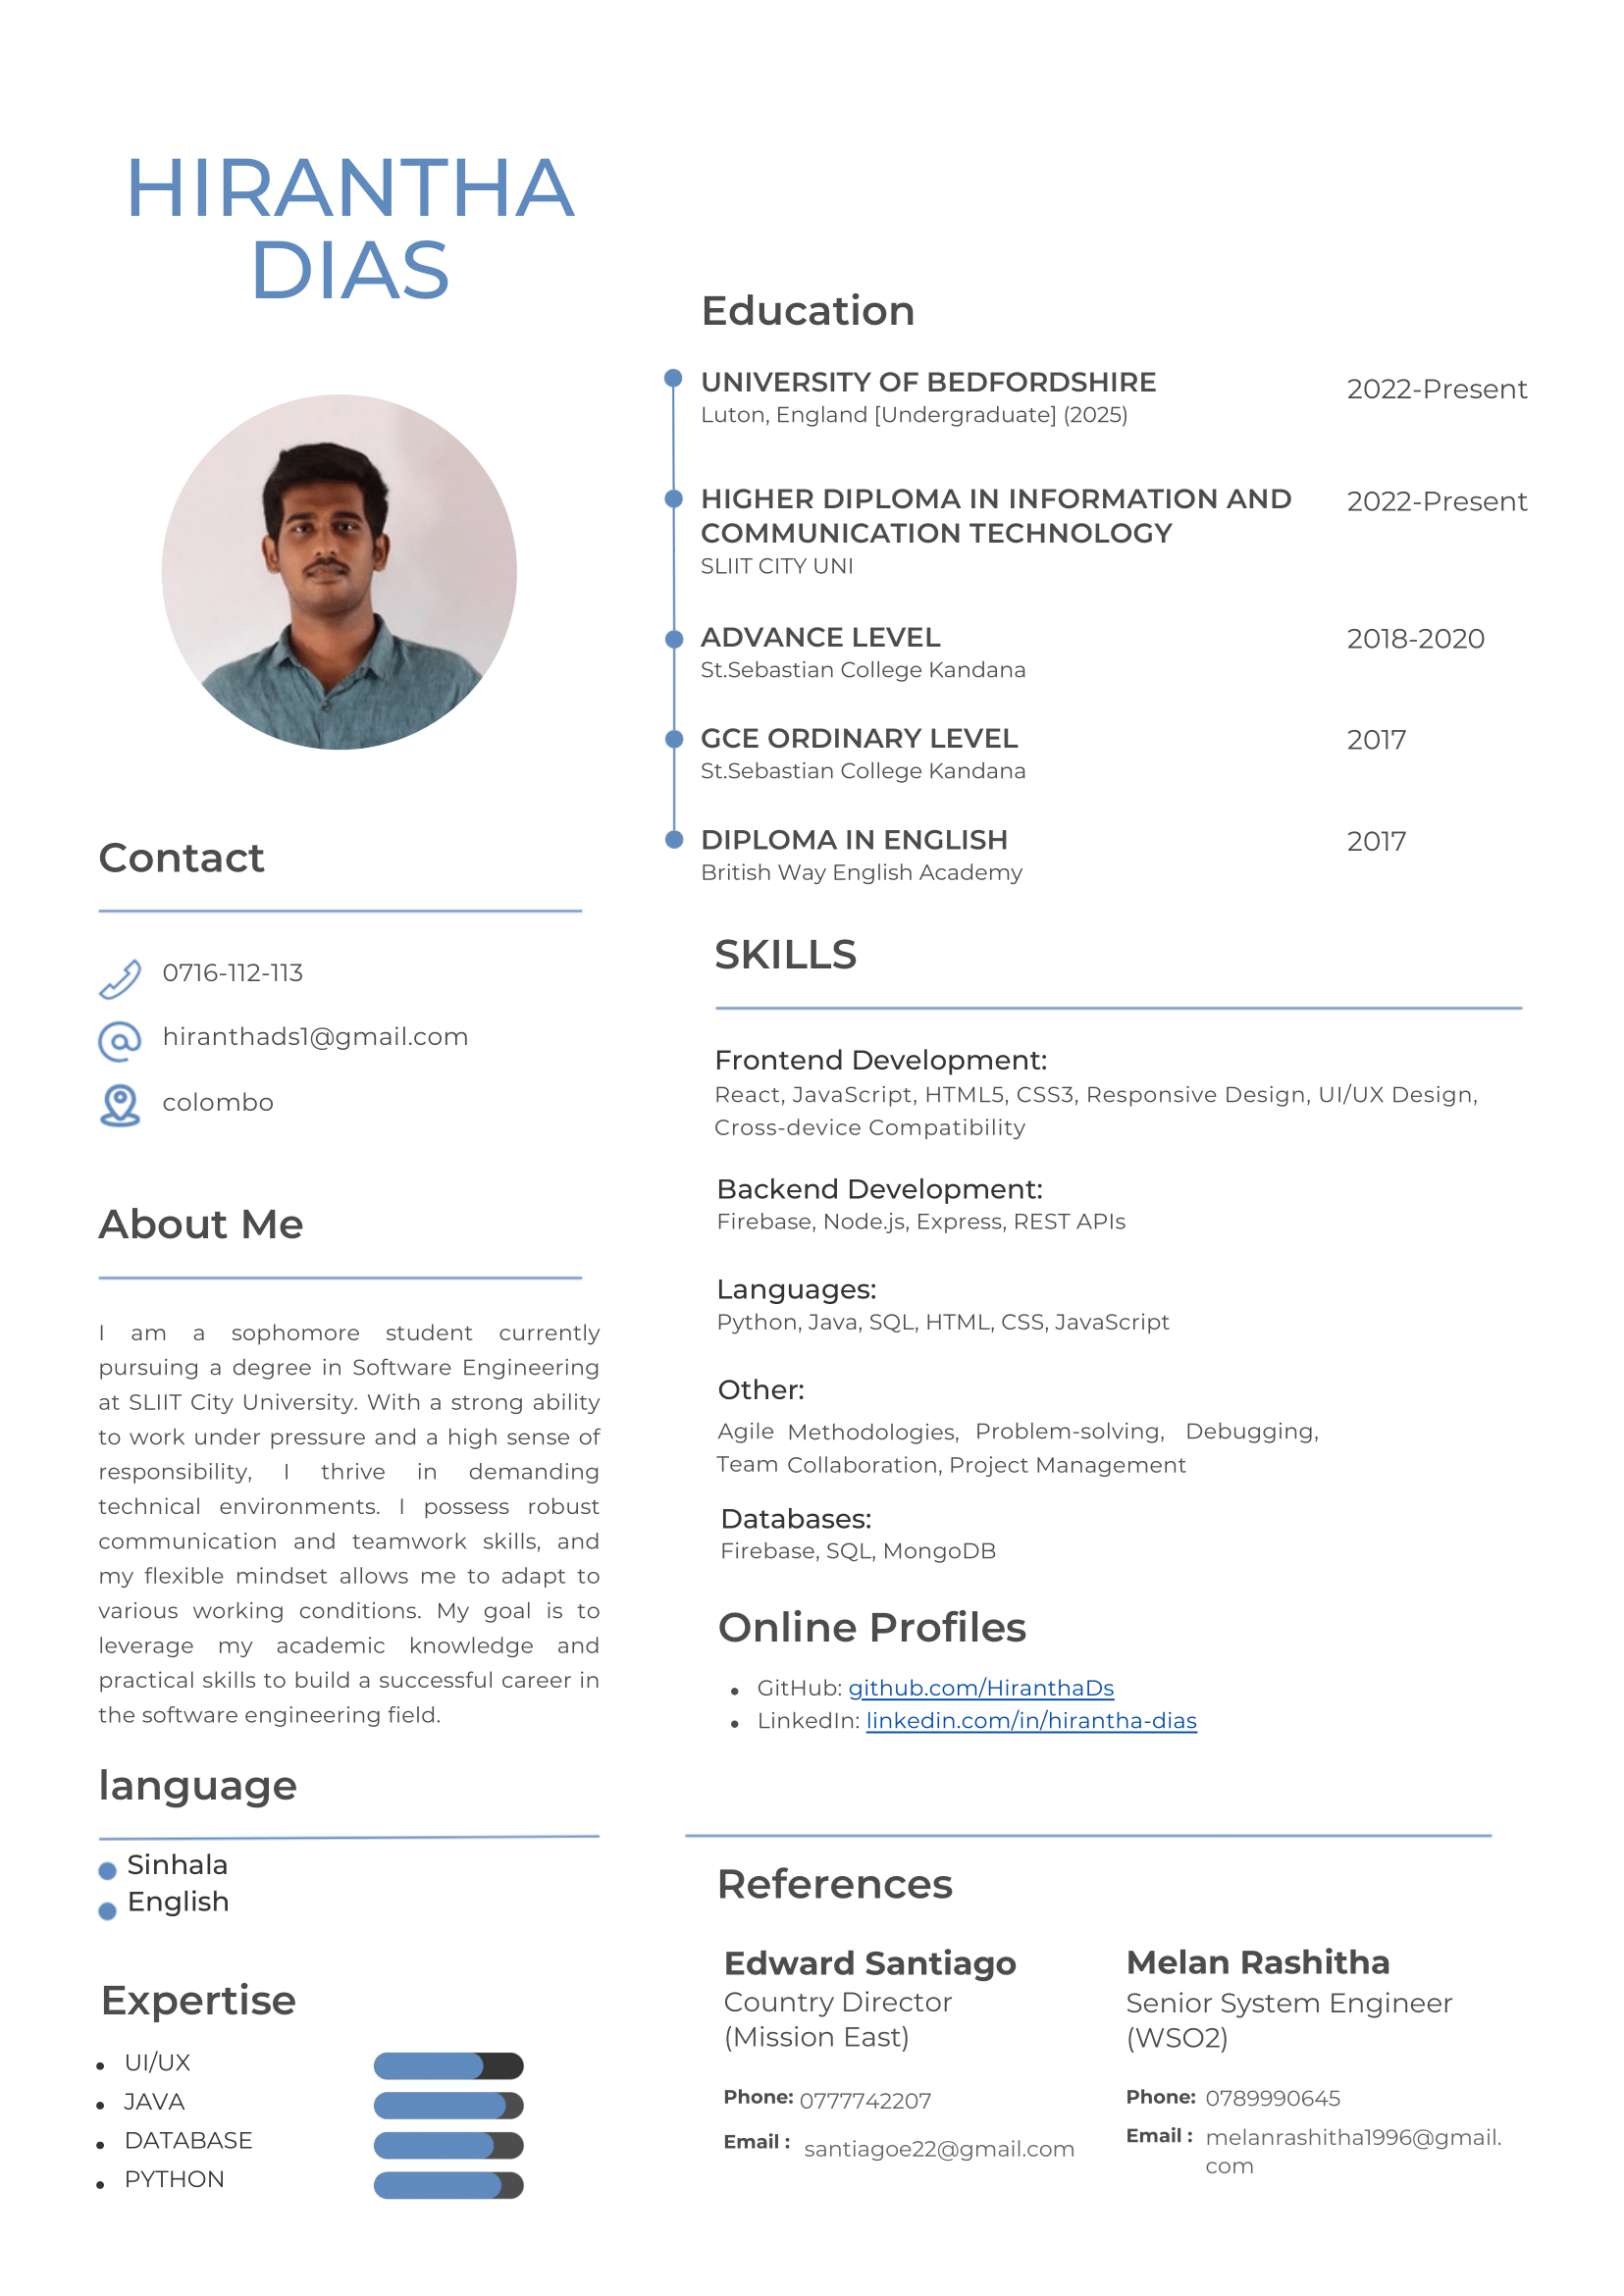 HIRANTHA
DIAS
Contact
0716-112-113
hiranthads1@gmail.com
colombo
About Me
I am a sophomore student currently
pursuing a degree in Software Engineering
at SLIIT City University. With a strong ability
to work under pressure and a high sense of
responsibility, I thrive in demanding
technical environments. I possess robust
communication and teamwork skills, and
my flexible mindset allows me to adapt to
various working conditions. My goal is to
leverage my academic knowledge and
practical skills to build a successful career in
the software engineering field.
language
Sinhala
English
Expertise
UI/UX
JAVA
DATABASE
PYTHON
Education
UNIVERSITY OF BEDFORDSHIRE 2022-Present
Luton, England [Undergraduate] (2025)
HIGHER DIPLOMA IN INFORMATION AND 2022-Present
COMMUNICATION TECHNOLOGY
SLIIT CITY UNI
ADVANCE LEVEL 2018-2020
St.Sebastian College Kandana
GCE ORDINARY LEVEL 2017
St.Sebastian College Kandana
DIPLOMA IN ENGLISH 2017
British Way English Academy
SKILLS
Frontend Development:
React, JavaScript, HTML5, CSS3, Responsive Design, UI/UX Design,
Cross-device Compatibility
Backend Development:
Firebase, Node.js, Express, REST APIs
Languages:
Python, Java, SQL, HTML, CSS, JavaScript
Other:
Agile Methodologies, Problem-solving, Debugging,
Team Collaboration, Project Management
Databases:
Firebase, SQL, MongoDB
Online Profiles
GitHub: github.com/HiranthaDs
LinkedIn: linkedin.com/in/hirantha-dias
References
Edward Santiago
Country Director
(Mission East)
Phone: 0777742207
Email : santiagoe22@gmail.com
Melan Rashitha
Senior System Engineer
(WSO2)
Phone: 0789990645
Email : melanrashitha1996@gmail.
com